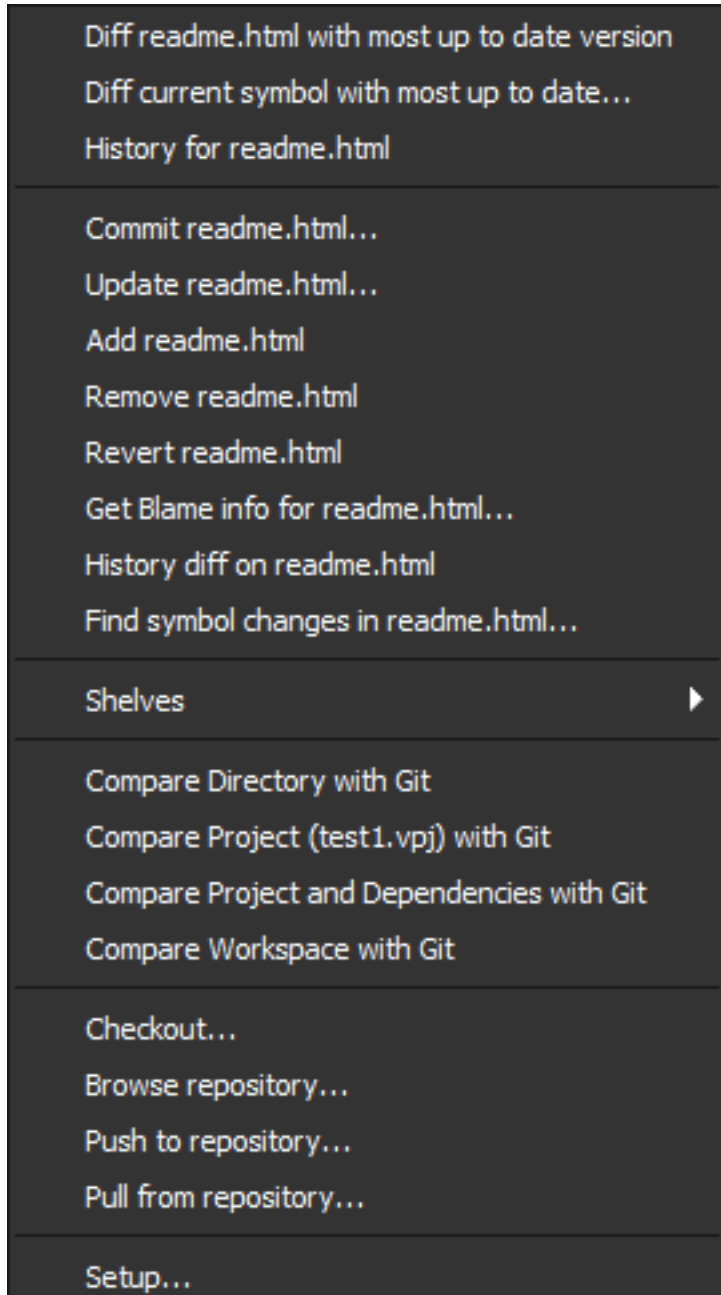 Diff readme.html with most up to date version
Diff current symbol with most up to date...
History for readme.html
Commit readme.html...
Update readme.html...
Add readme.html
Remove readme.html
Revert readme.html
Get Blame info for readme.html...
History diff on readme.html
Find symbol changes in readme.html...
Shelves
Compare Directory with Git
Compare Project (test1.vpj) with Git
Compare Project and Dependencies with Git
Compare Workspace with Git
Checkout...
Browse repository...
Push to repository...
Pull from repository...
Setup...